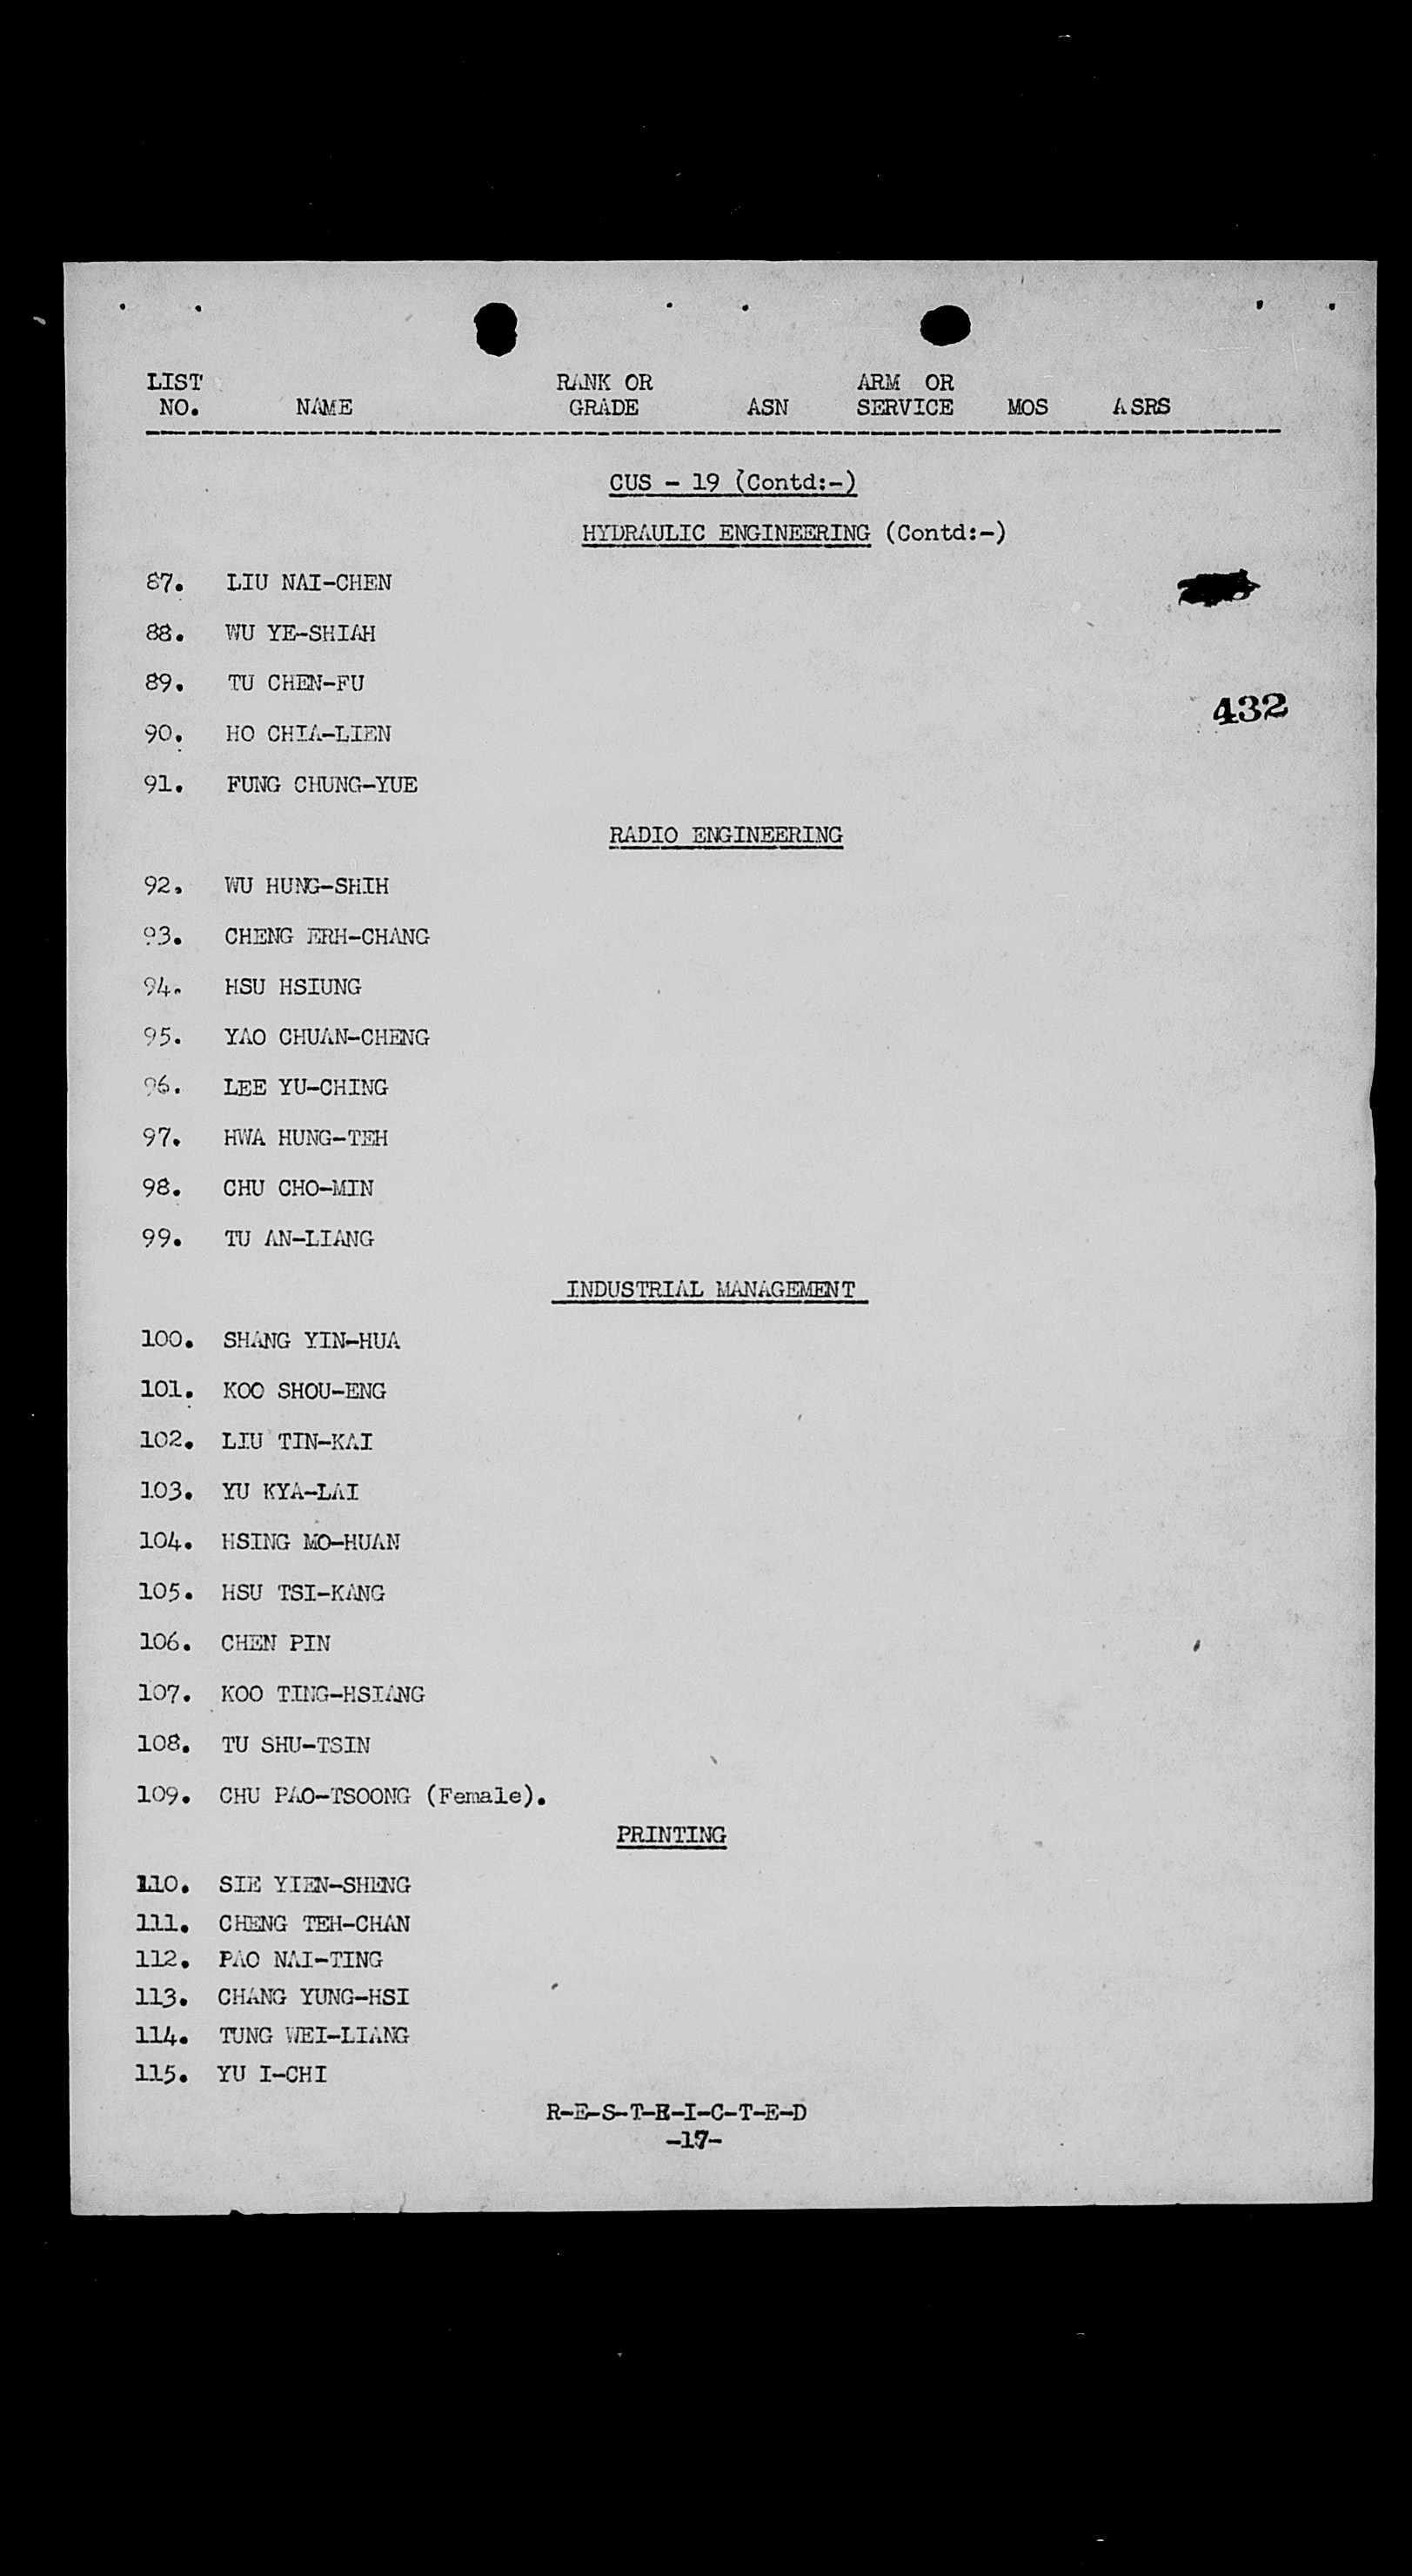 LIST RANK OR ARM OR
NO. NAME GRADE ASN SERVICE MOS ASRS
CUS - 19 (Contd:-)
HYDRAULIC ENGINEERING (Contd:-)
87. LIU NAI-CHEN
88. WU YE-SHIAH
89. TU CHEN-FU
432
90. HO CHIA-LIEN
91. FUNG CHUNG-YUE
RADIO ENGINEERING
92. WU HUNG-SHIH
93. CHENG ERH-CHANG
94. HSU HSIUNG
95. YAO CHUAN-CHENG
96. LEE YU-CHING
97. HWA HUNG-TEH
98. CHU CHO-MIN
99. TU AN-LIANG
INDUSTRIAL MANAGEMENT
100. SHANG YIN-HUA
101. KOO SHOU-ENG
102. LIU TIN-KAI
103. YU KYA-LAI
104. HSING MO-HUAN
105. HSU TSI-KANG
106. CHEN PIN
107. KOO TING-HSIANG
108. TU SHU-TSIN
109. CHU PAO-TSOONG (Female).
PRINTING
110. SIE YIEN-SHENG
111. CHENG TEH-CHAN
112. PAO NAI-TING
113. CHANG YUNG-HSI
114. TUNG WEI-LIANG
115. YU I-CHI
R-E-S-T-R-I-C-T-E-D
-17-